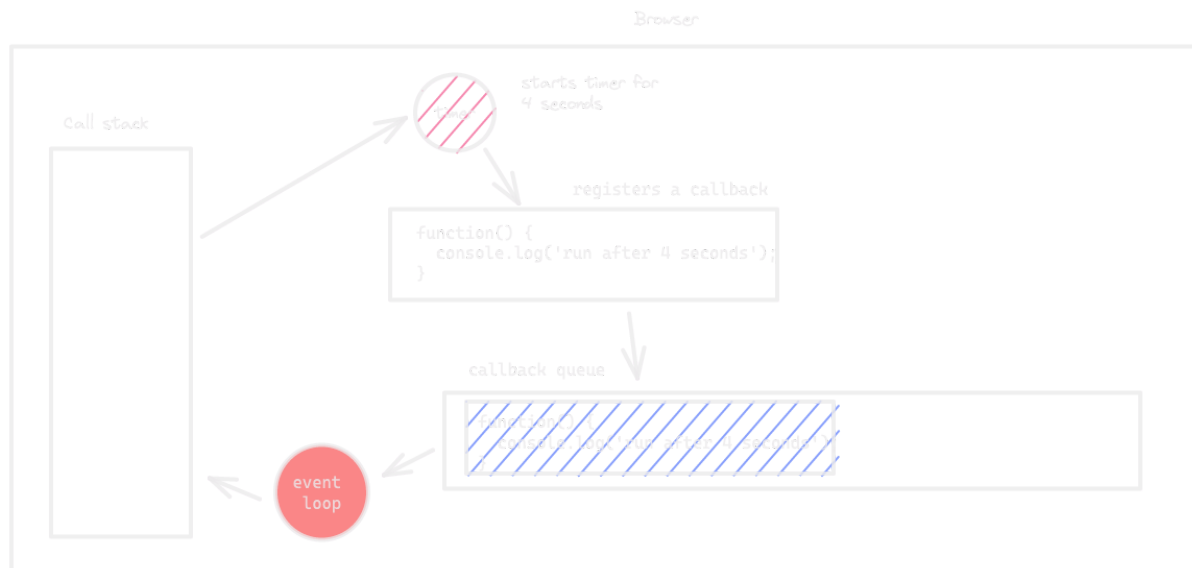 Browser
starts timer for
4 seconds
timer
Call stack
registers a callback
function() {
  console.log('run after 4 seconds');
}
callback queue
function() {
  console.log('run after 4 seconds')
}
event
loop